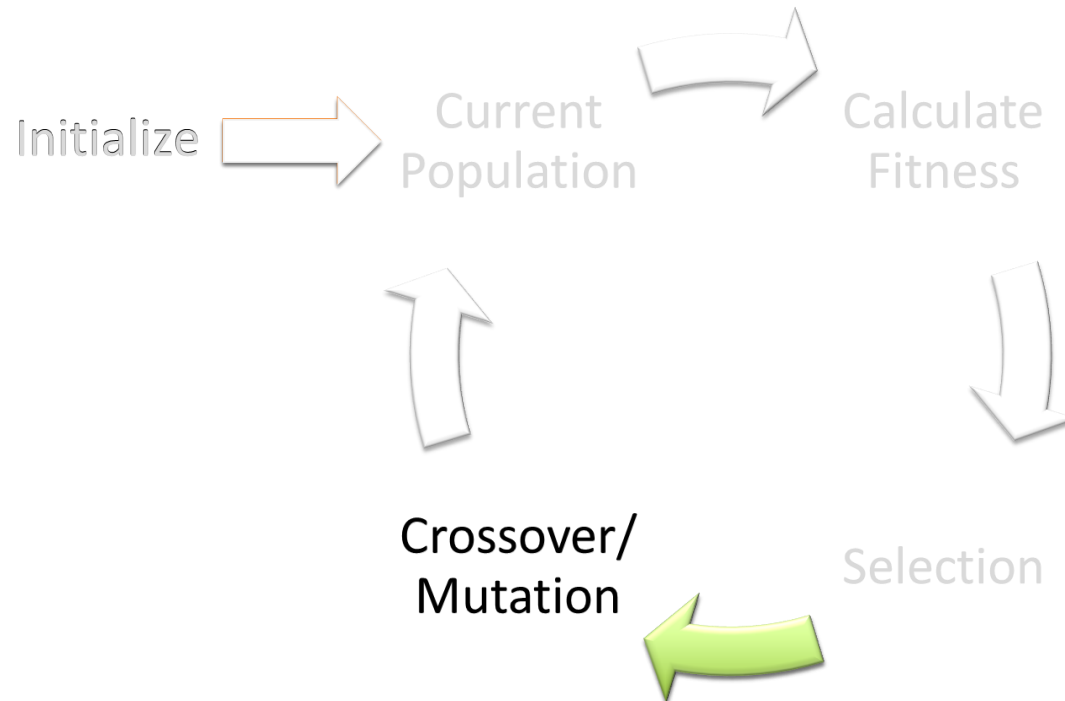 Initialize
Current
Population
Calculate
Fitness
Crossover/
Mutation
Selection